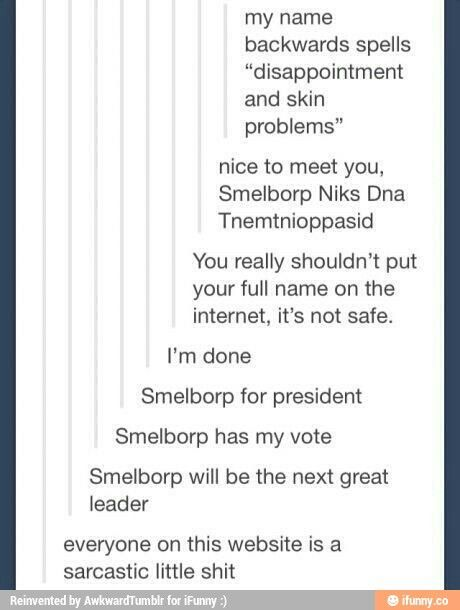 my name
backwards spells
“disappointment
and skin
problems”
nice to meet you,
Smelborp Niks Dna
Tnemtnioppasid
You really shouldn’t put
your full name on the
internet, it’s not safe.
I’m done
Smelborp for president
Smelborp has my vote
Smelborp will be the next great
leader
everyone on this website is a
sarcastic little shit
Reinvented by AwkwardTumblr for iFunny :)
ifunny.co